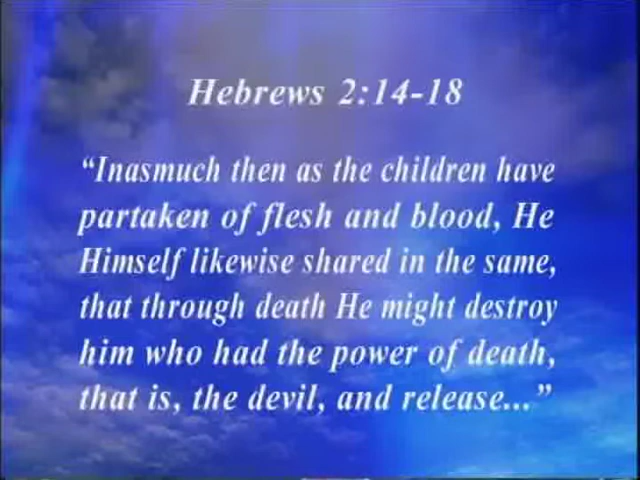 Hebrews 2:14-18
“Inasmuch then as the children have
partaken of flesh and blood, He
Himself likewise shared in the same,
that through death He might destroy
him who had the power of death,
that is, the devil, and release...”